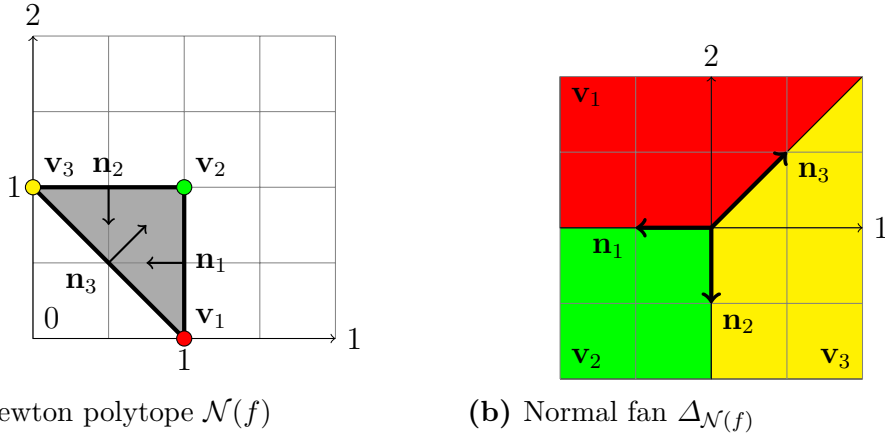 2
v₃ n₂ v₂
1
n₁
n₃
0 v₁
1
1
ewton polytope 𝒩(f)
2
v₁
n₃
1
n₁
n₂
v₂ v₃
(b) Normal fan Δ𝒩(f)